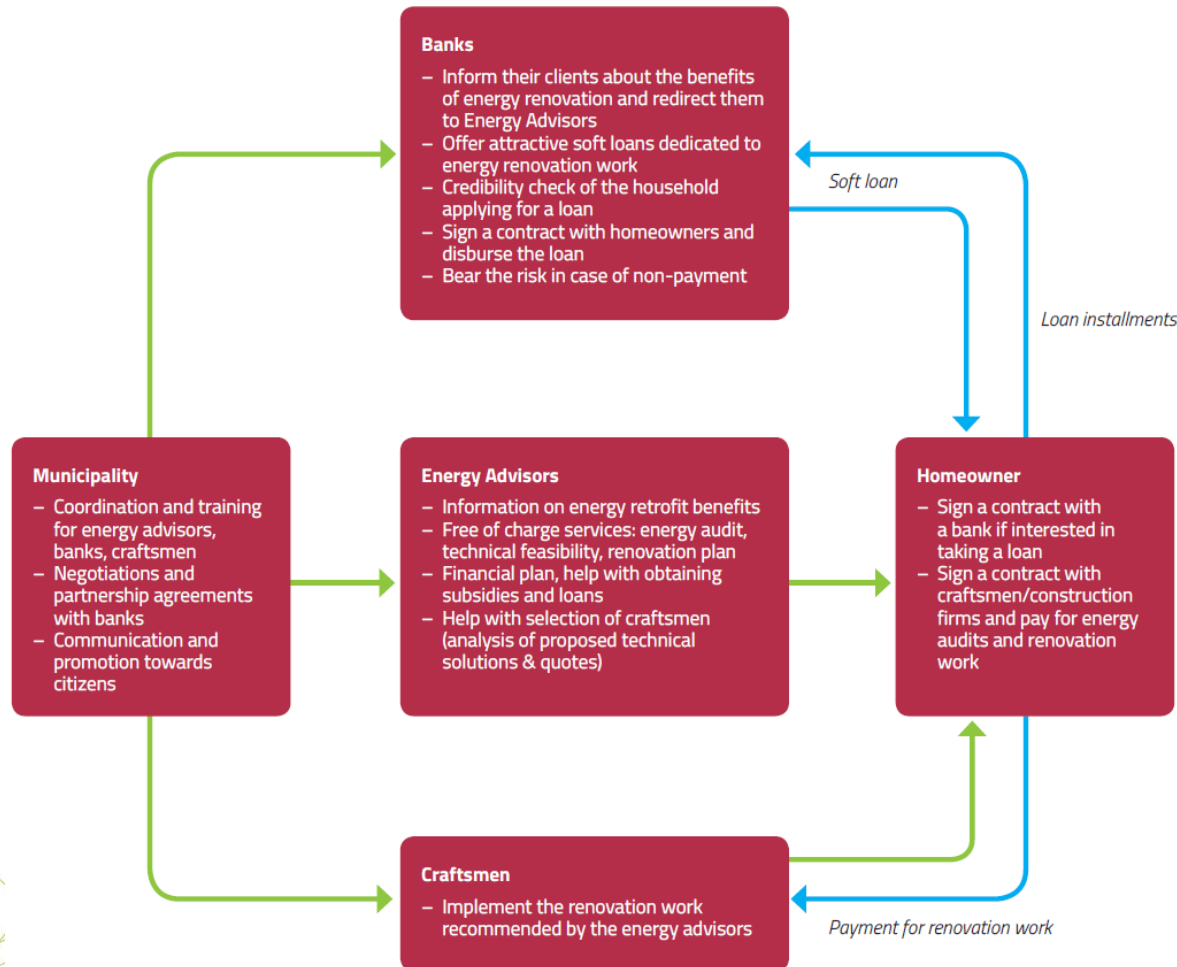 Banks
– Inform their clients about the benefits
of energy renovation and redirect them
to Energy Advisors
– Offer attractive soft loans dedicated to
energy renovation work
– Credibility check of the household
applying for a loan
– Sign a contract with homeowners and
disburse the loan
– Bear the risk in case of non-payment
Soft loan
Loan installments
Municipality
– Coordination and training
for energy advisors,
banks, craftsmen
– Negotiations and
partnership agreements
with banks
– Communication and
promotion towards
citizens
Energy Advisors
– Information on energy retrofit benefits
– Free of charge services: energy audit,
technical feasibility, renovation plan
– Financial plan, help with obtaining
subsidies and loans
– Help with selection of craftsmen
(analysis of proposed technical
solutions & quotes)
Homeowner
– Sign a contract with
a bank if interested in
taking a loan
– Sign a contract with
craftsmen/construction
firms and pay for energy
audits and renovation
work
Craftsmen
– Implement the renovation work
recommended by the energy advisors
Payment for renovation work